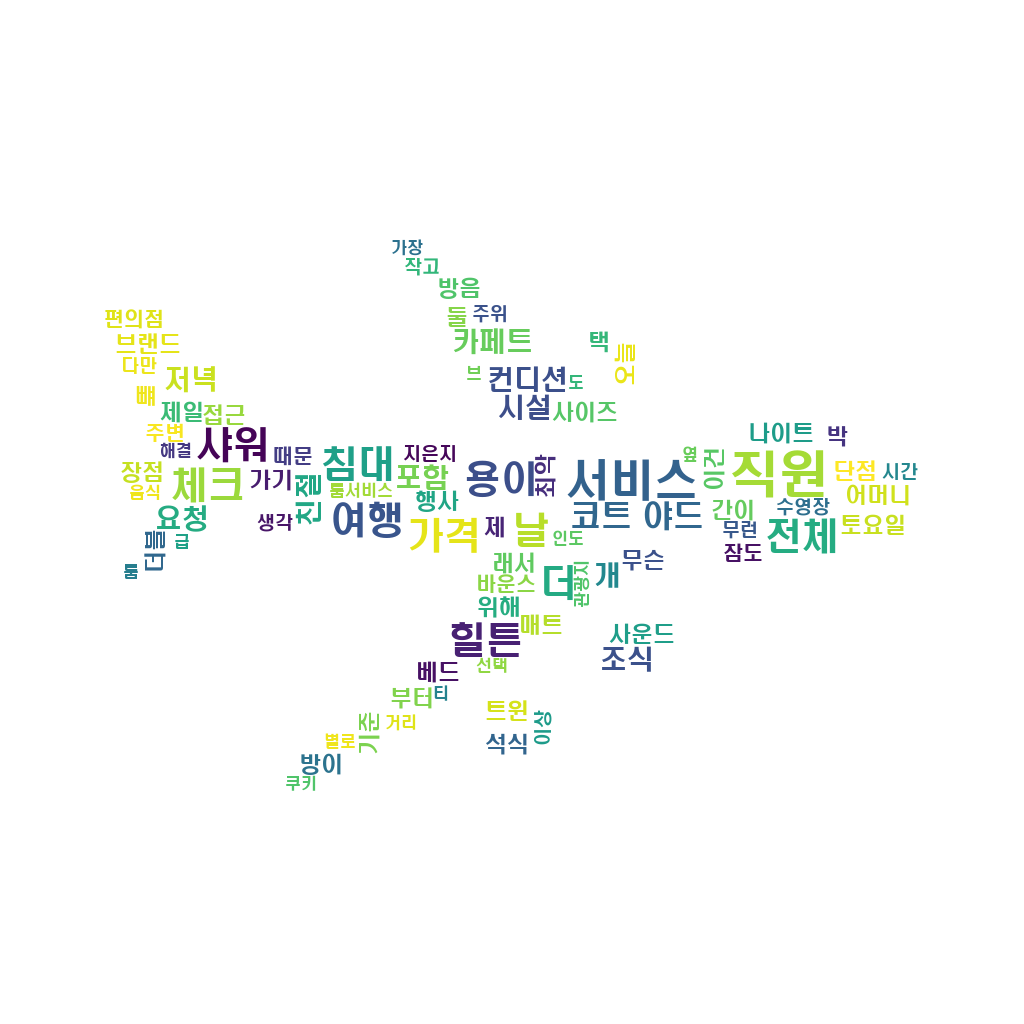 가장
작고
방음
둘
주위
편의점
브랜드
카페트
택
오늘
다만
저녁
브
컨디션
도
빼
제일
접근
시설
사이즈
주변
샤워
나이트
박
해결
때문
침대
지은지
최악
옆
이건
직원
장점
체크
가기
친절
포함
용이
서비스
단점
시간
음식
룸서비스
행사
어머니
요청
생각
여행
가격
제
날
코트 야드
간이
수영장
더블
급
인도
무런
전체
토요일
룸
래서
무슨
잠도
바운스
더
관광지
개
위해
매트
힐튼
사운드
베드
선택
조식
부터
티
트윈
이상
기준
거리
별로
석식
방이
쿠키